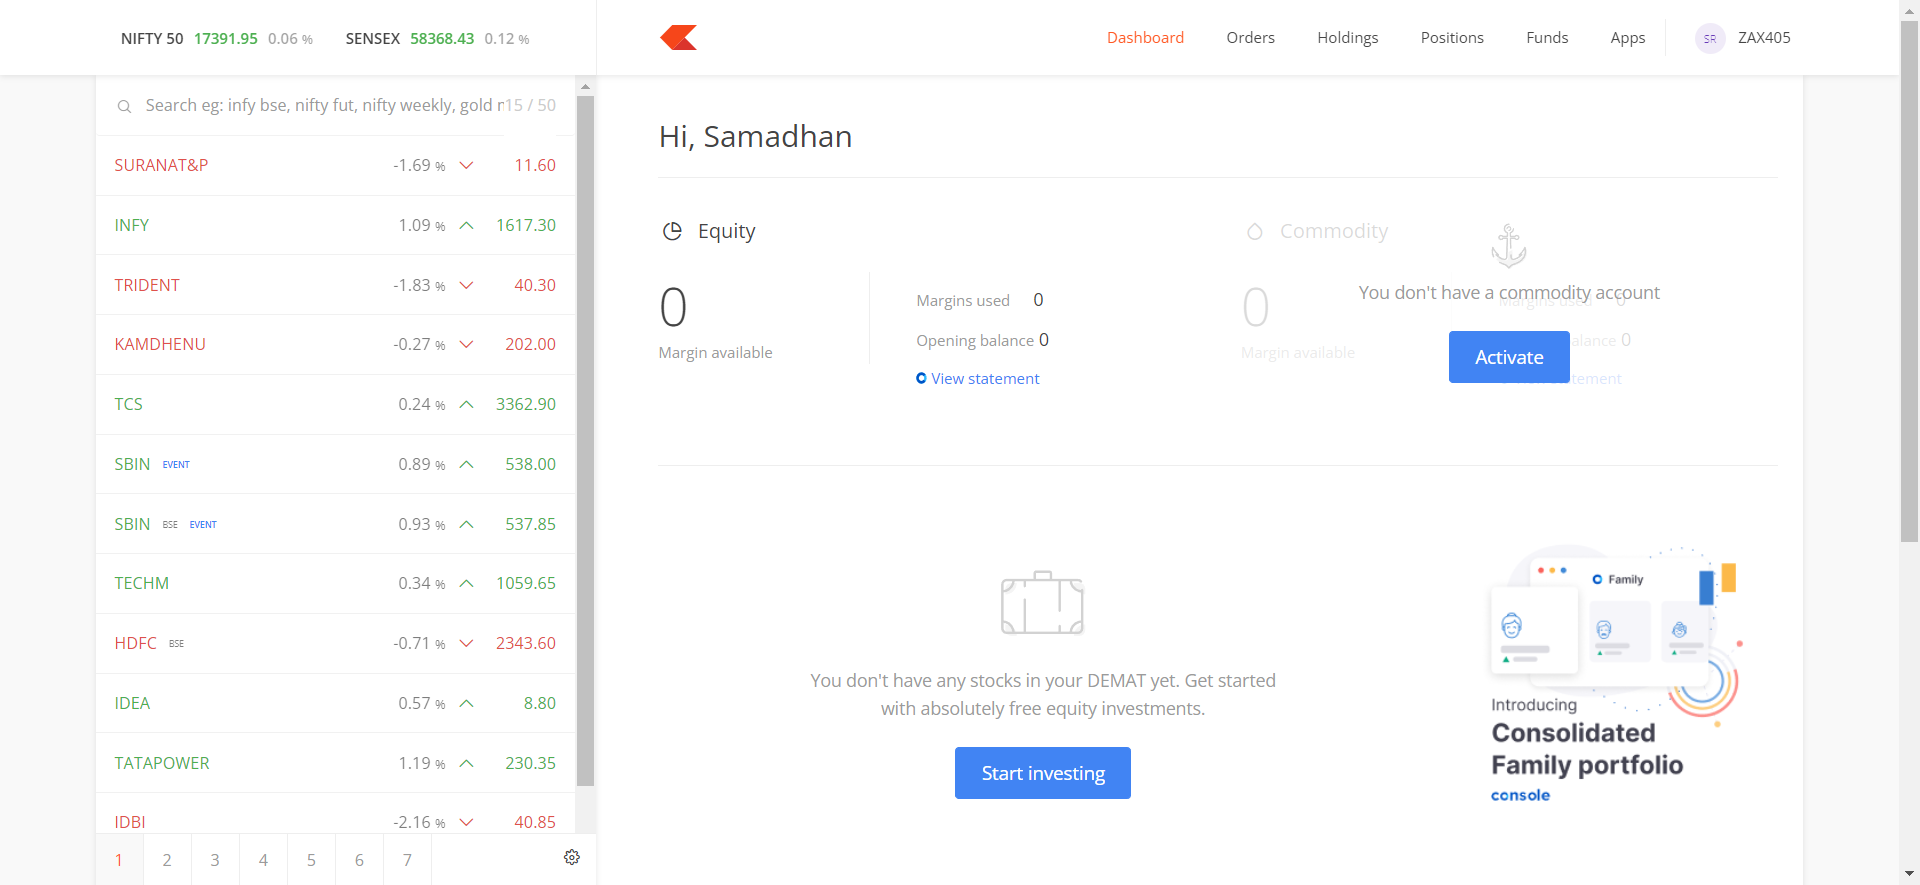 NIFTY 50 17391.95 0.06 % SENSEX 58368.43 0.12 %
Dashboard Orders Holdings Positions Funds Apps SR ZAX405
Search eg: infy bse, nifty fut, nifty weekly, gold 15 / 50
SURANAT&P -1.69 % 11.60
INFY 1.09 % 1617.30
TRIDENT -1.83 % 40.30
KAMDHENU -0.27 % 202.00
TCS 0.24 % 3362.90
SBIN EVENT 0.89 % 538.00
SBIN BSE EVENT 0.93 % 537.85
TECHM 0.34 % 1059.65
HDFC BSE -0.71 % 2343.60
IDEA 0.57 % 8.80
TATAPOWER 1.19 % 230.35
IDBI -2.16 % 40.85
1 2 3 4 5 6 7
Hi, Samadhan
Equity
0
Margin available
Margins used 0
Opening balance 0
View statement
Commodity
0
Margin available
Margins used 0
alance 0
tement
You don't have a commodity account
Activate
You don't have any stocks in your DEMAT yet. Get started
with absolutely free equity investments.
Start investing
Family
Introducing
Consolidated
Family portfolio
console